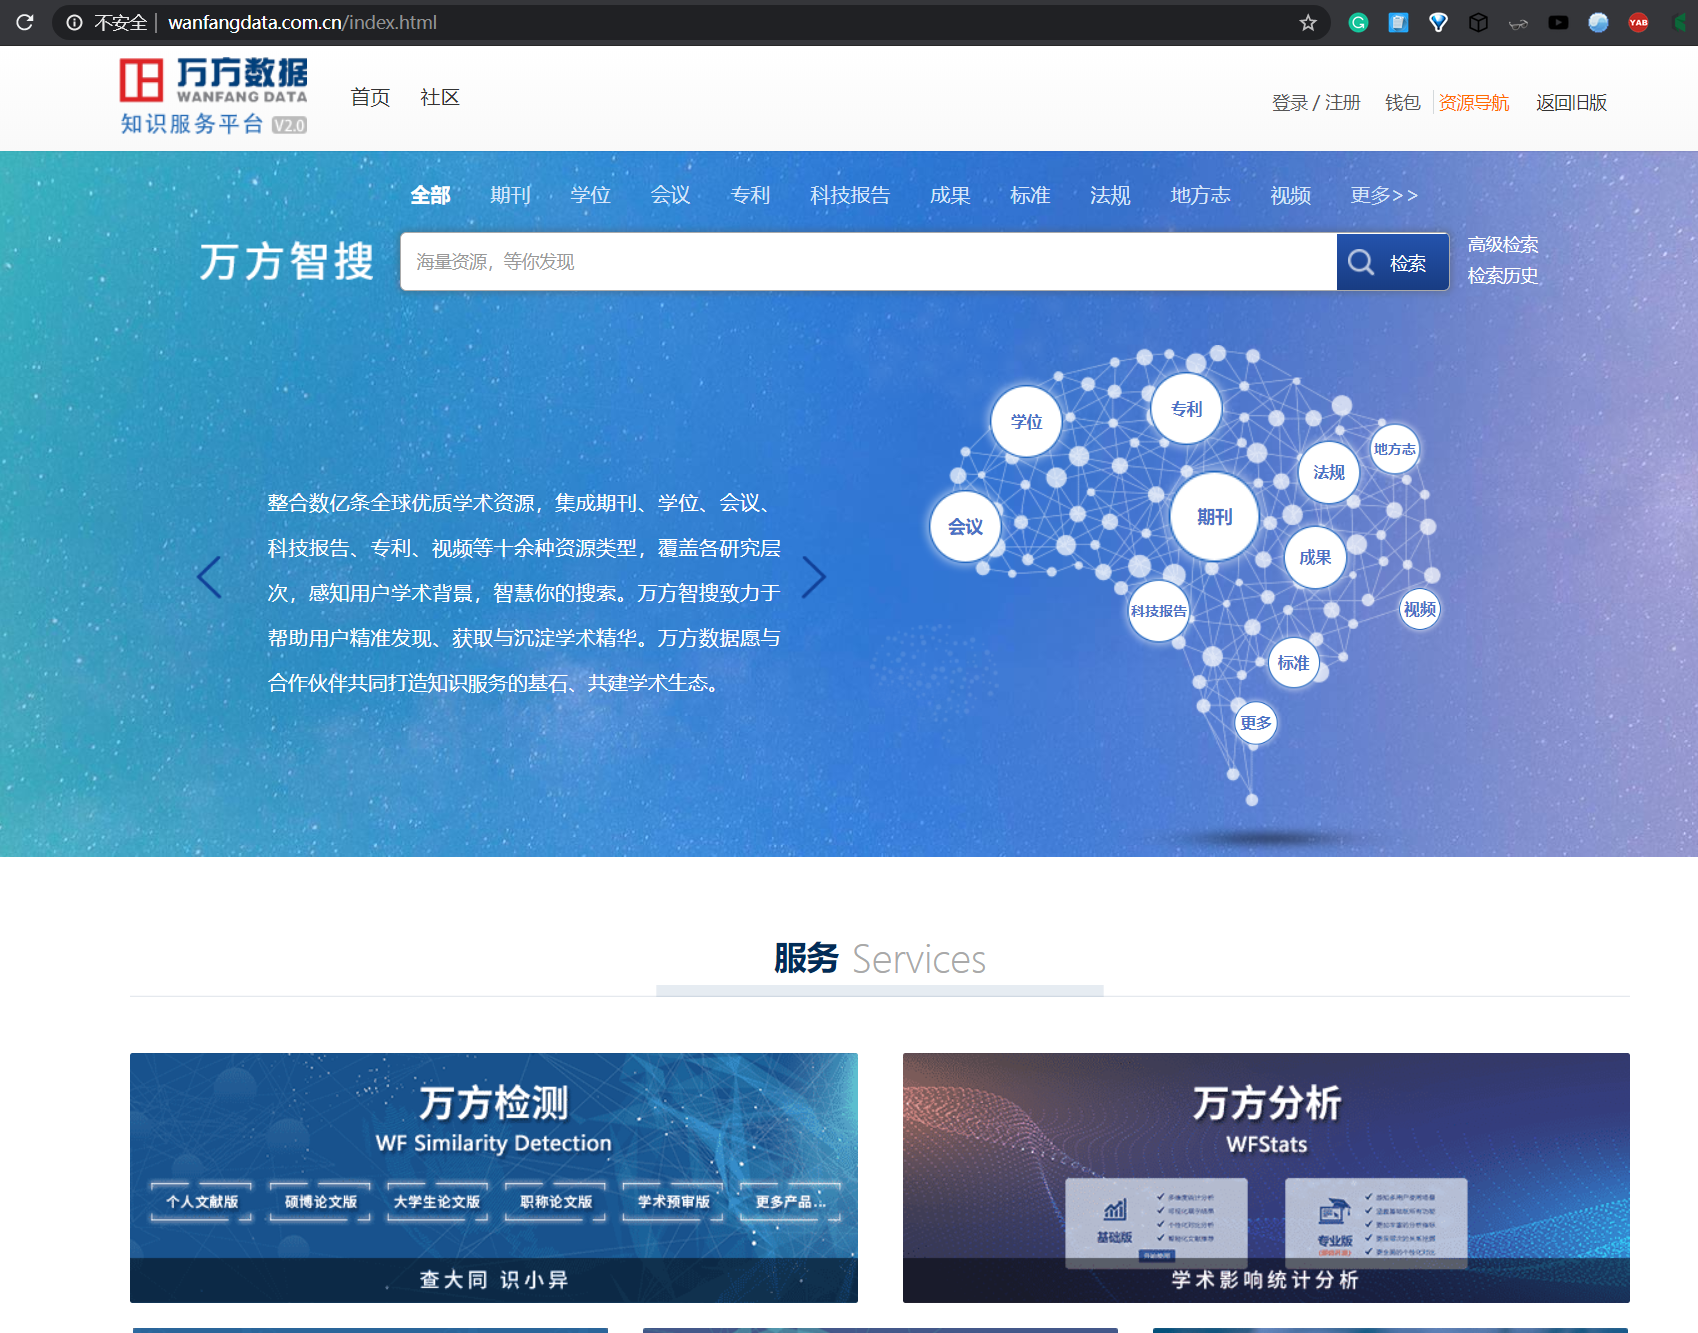 不安全 | wanfangdata.com.cn/index.html
YAB
万方数据
WANFANG DATA
知识服务平台 V2.0
首页 社区
登录 / 注册 钱包 资源导航 返回旧版
全部 期刊 学位 会议 专利 科技报告 成果 标准 法规 地方志 视频 更多>>
万方智搜
海量资源，等你发现
检索
高级检索
检索历史
整合数亿条全球优质学术资源，集成期刊、学位、会议、
科技报告、专利、视频等十余种资源类型，覆盖各研究层
次，感知用户学术背景，智慧你的搜索。万方智搜致力于
帮助用户精准发现、获取与沉淀学术精华。万方数据愿与
合作伙伴共同打造知识服务的基石、共建学术生态。
学位
专利
地方志
法规
会议
期刊
成果
科技报告
视频
标准
更多
服务 Services
万方检测
WF Similarity Detection
个人文献版 硕博论文版 大学生论文版 职称论文版 学术预审版 更多产品...
查大同 识小异
万方分析
WFStats
基础版
专业版
学术影响统计分析